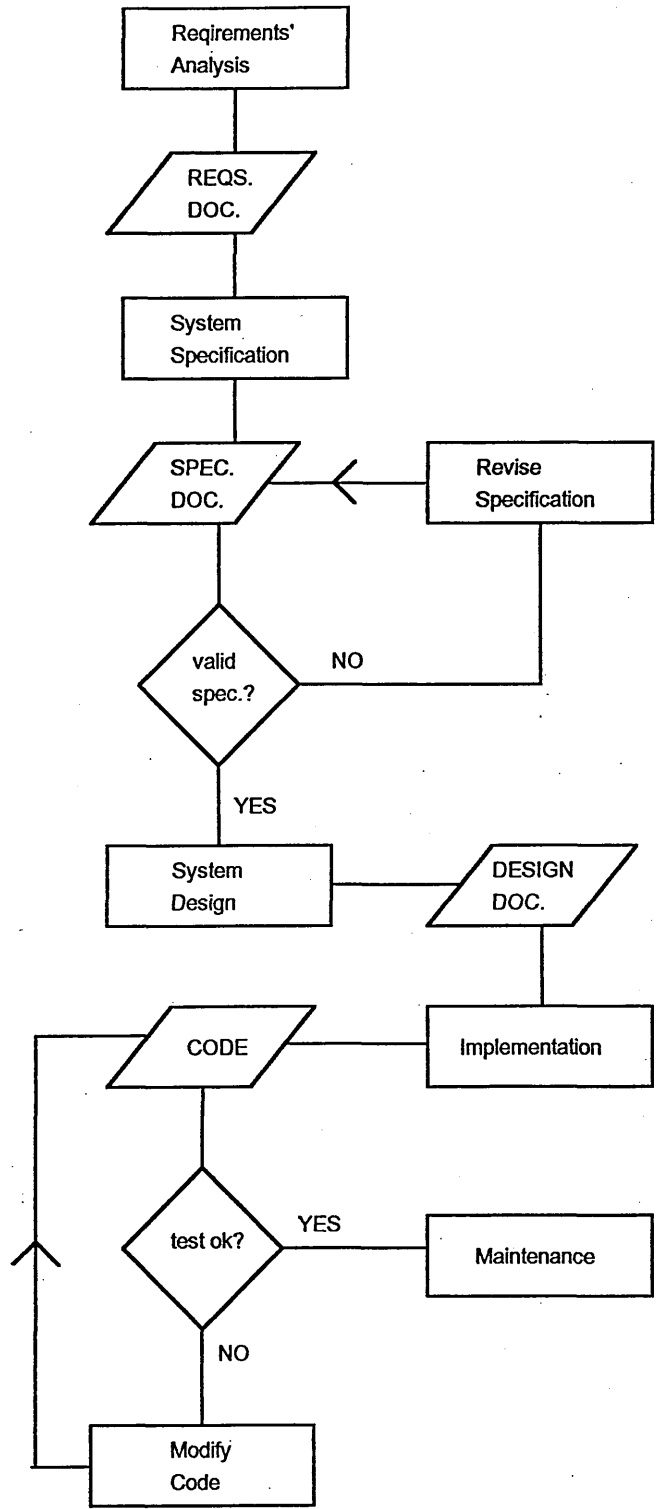 Reqirements'
Analysis
REQS.
DOC.
System
Specification
SPEC.
DOC.
Revise
Specification
valid
spec.?
NO
YES
System
Design
DESIGN
DOC.
CODE
Implementation
test ok?
YES
Maintenance
NO
Modify
Code